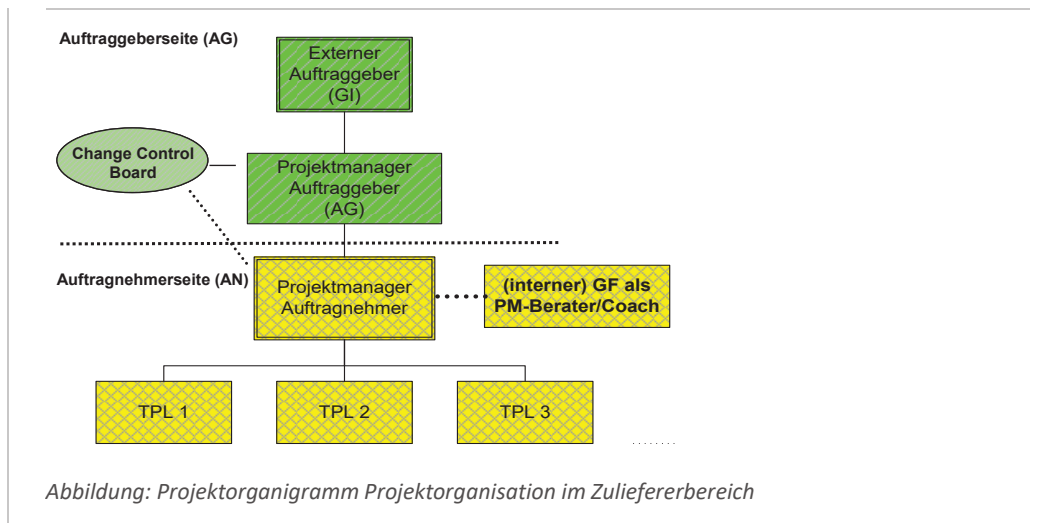 Auftraggeberseite (AG)
Externer
Auftraggeber
(GI)
Change Control
Board
Projektmanager
Auftraggeber
(AG)
Auftragnehmerseite (AN)
Projektmanager
Auftragnehmer
(interner) GF als
PM-Berater/Coach
TPL 1
TPL 2
TPL 3
.......
Abbildung: Projektorganigramm Projektorganisation im Zuliefererbereich